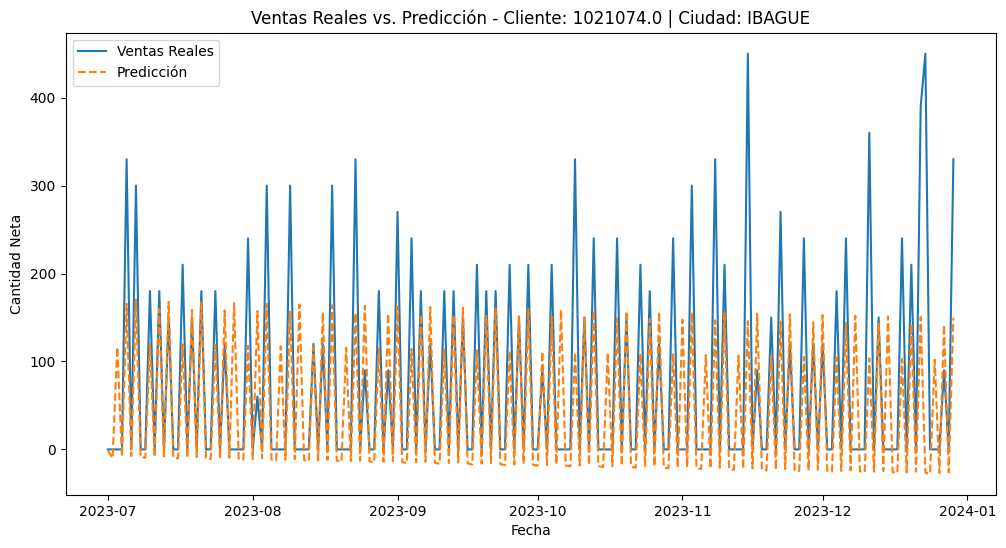 Ventas Reales vs. Predicción - Cliente: 1021074.0 | Ciudad: IBAGUE
Ventas Reales
Predicción
Cantidad Neta
400
300
200
100
0
2023-07
2023-08
2023-09
2023-10
2023-11
2023-12
2024-01
Fecha